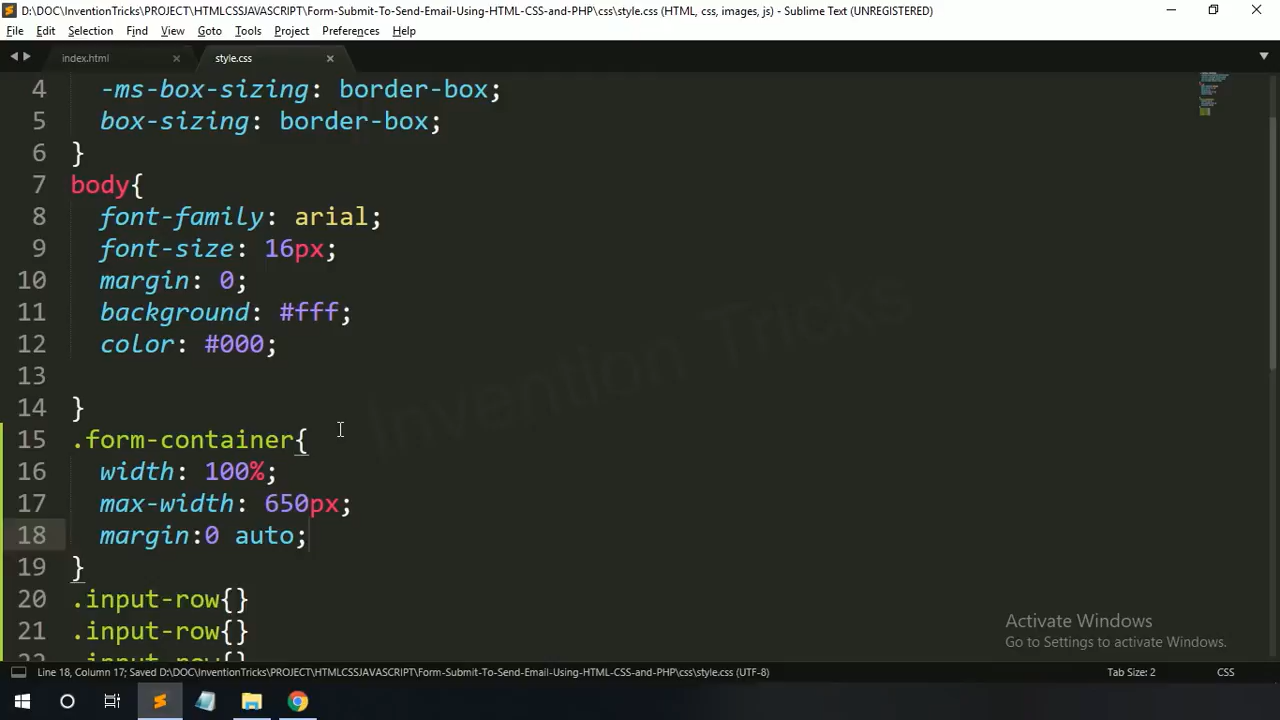 D:\DOC\InventionTricks\PROJECT\HTMLCSSJAVASCRIPT\Form-Submit-To-Send-Email-Using-HTML-CSS-and-PHP\css\style.css (HTML, css, images, js) - Sublime Text (UNREGISTERED)
File Edit Selection Find View Goto Tools Project Preferences Help
index.html style.css
4 -ms-box-sizing: border-box;
5 box-sizing: border-box;
6 }
7 body{
8 font-family: arial;
9 font-size: 16px;
10 margin: 0;
11 background: #fff;
12 color: #000;
13
14 }
15 .form-container{
16 width: 100%;
17 max-width: 650px;
18 margin:0 auto;
19 }
20 .input-row{}
21 .input-row{}
22 .input-row{}
Invention Tricks
Activate Windows
Go to Settings to activate Windows.
Line 18, Column 17; Saved D:\DOC\InventionTricks\PROJECT\HTMLCSSJAVASCRIPT\Form-Submit-To-Send-Email-Using-HTML-CSS-and-PHP\css\style.css (UTF-8) Tab Size: 2 CSS